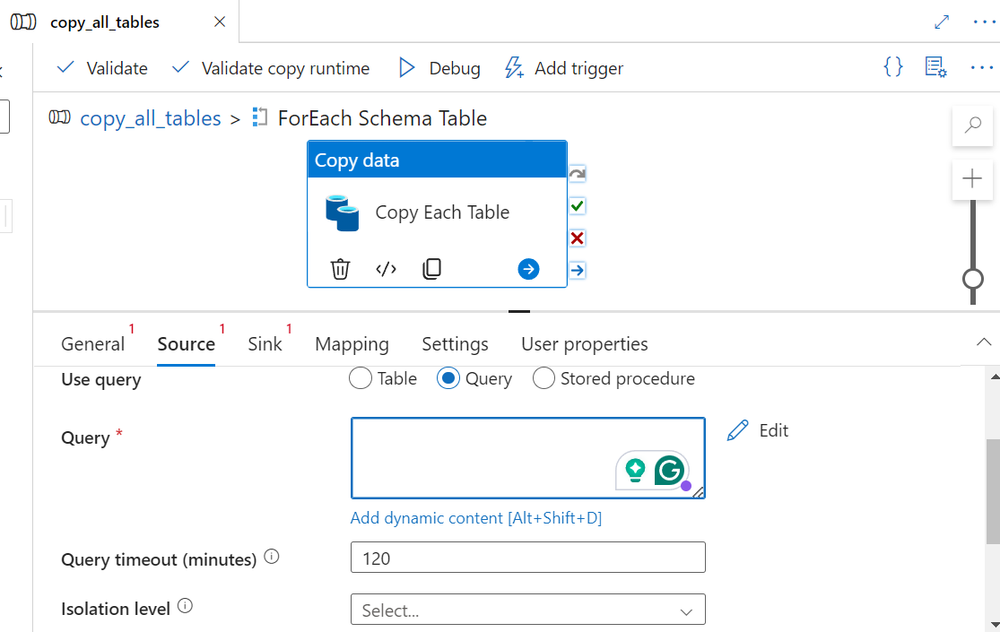 copy_all_tables
Validate Validate copy runtime Debug Add trigger {}
copy_all_tables > ForEach Schema Table
Copy data
Copy Each Table
General 1 Source 1 Sink 1 Mapping Settings User properties
Use query Table Query Stored procedure
Query * Edit
Add dynamic content [Alt+Shift+D]
Query timeout (minutes) 120
Isolation level Select...